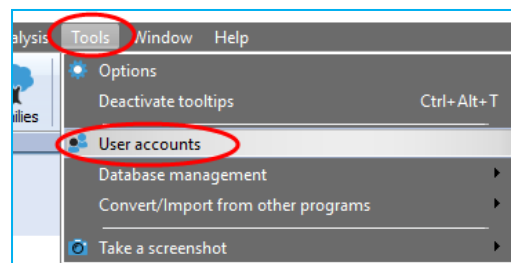 alysis Tools Window Help
Options
ilies
Deactivate tooltips Ctrl+Alt+T
User accounts
Database management
Convert/Import from other programs
Take a screenshot